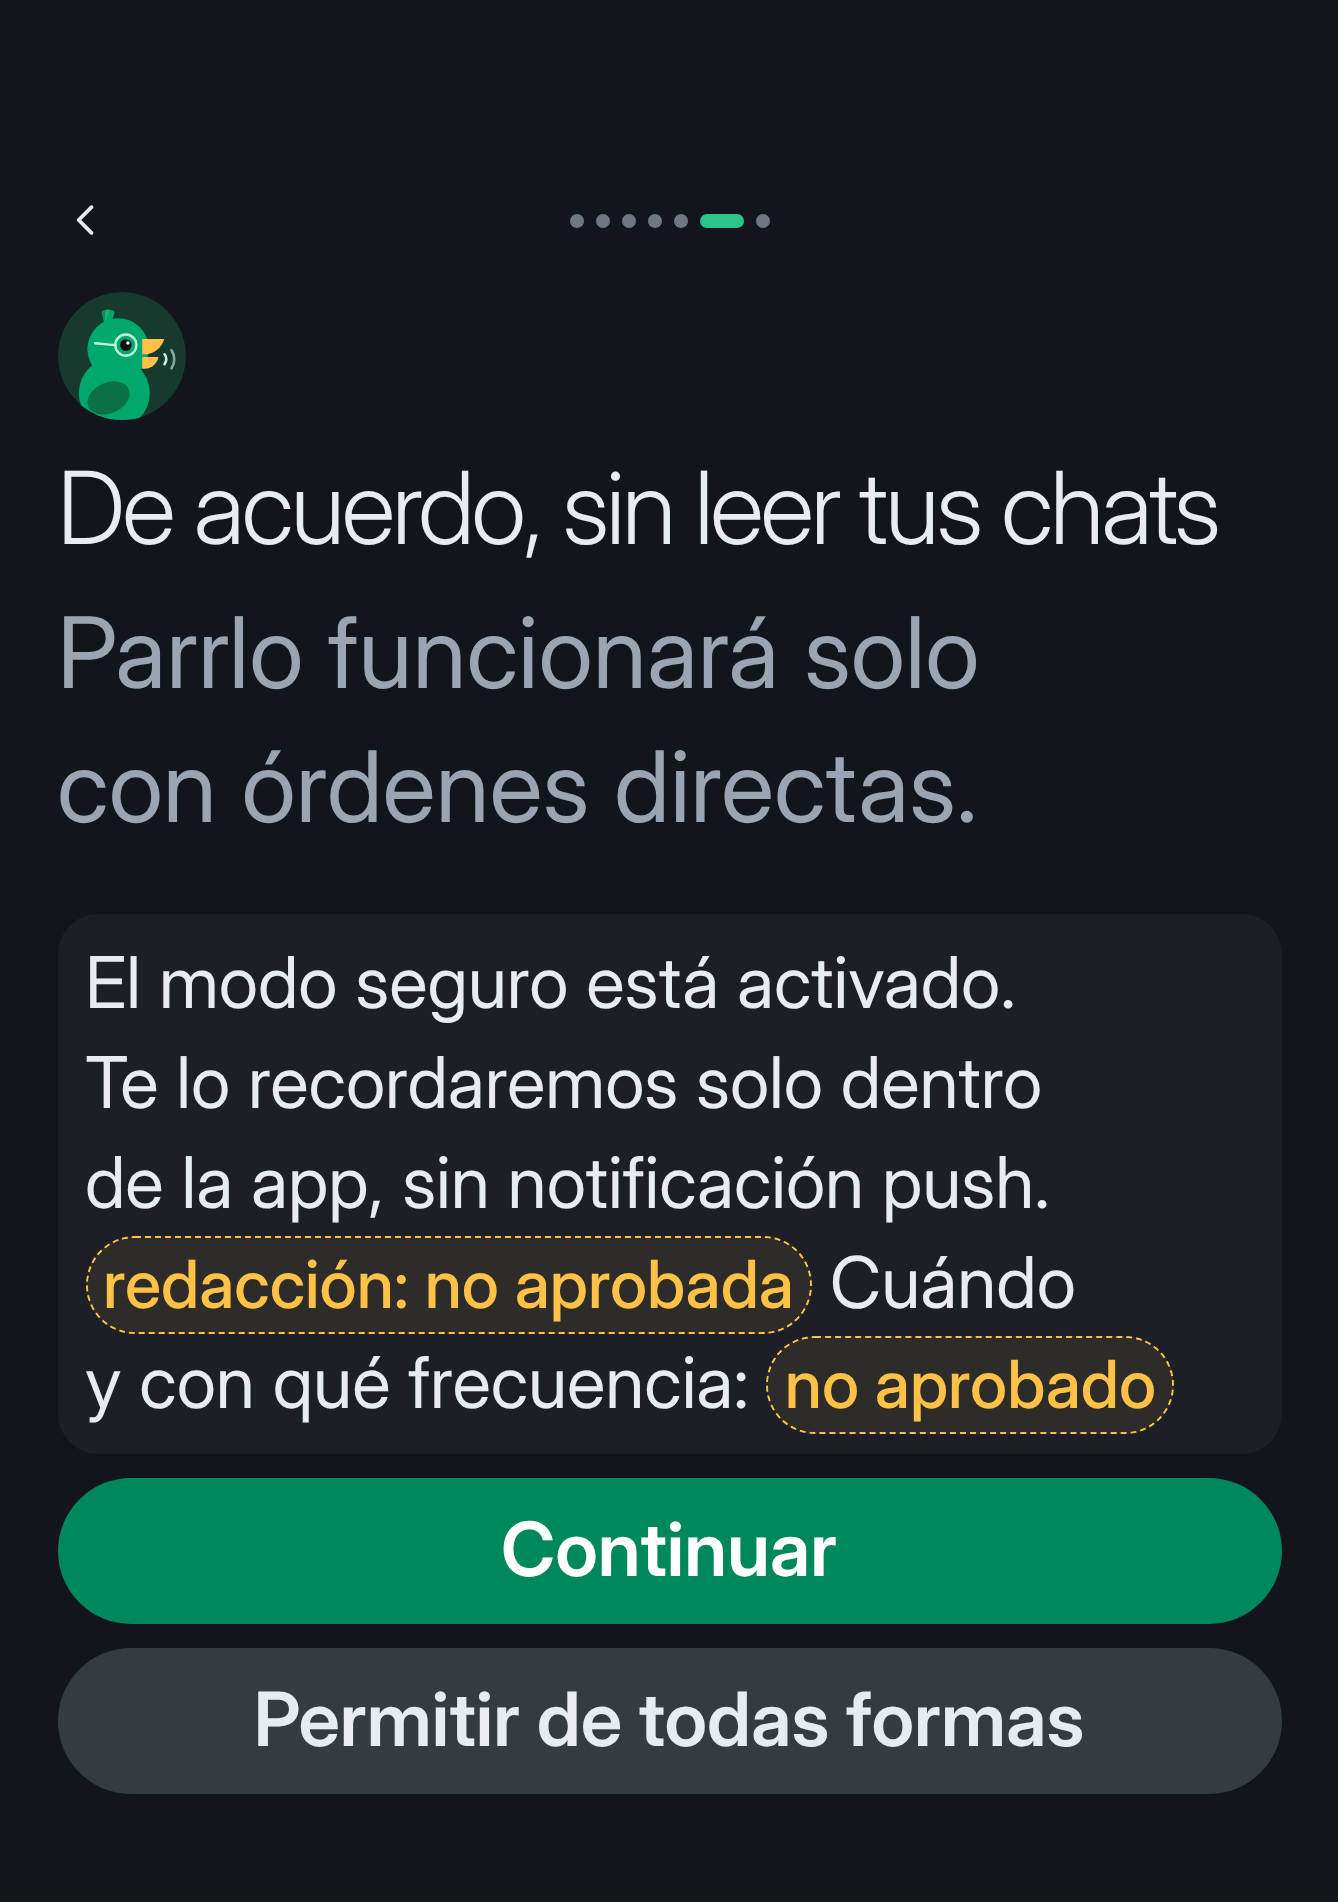 De acuerdo, sin leer tus chats
Parrlo funcionará solo
con órdenes directas.
El modo seguro está activado.
Te lo recordaremos solo dentro
de la app, sin notificación push.
redacción: no aprobada Cuándo
y con qué frecuencia: no aprobado
Continuar
Permitir de todas formas